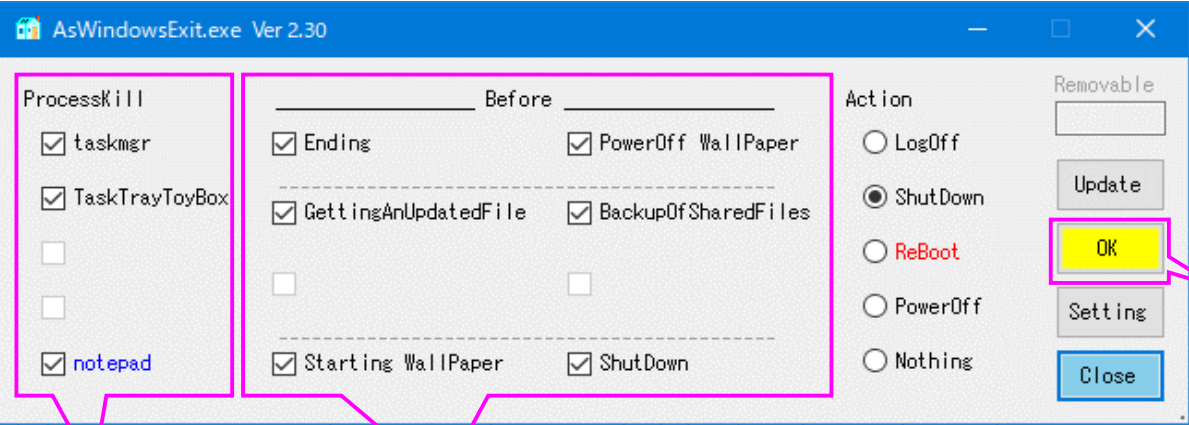 AsWindowsExit.exe Ver 2.30
ProcessKill
taskmgr
TaskTrayToyBox
notepad
Before
Ending
PowerOff WallPaper
GettingAnUpdatedFile
BackupOfSharedFiles
Starting WallPaper
ShutDown
Action
LogOff
ShutDown
ReBoot
PowerOff
Nothing
Removable
Update
OK
Setting
Close